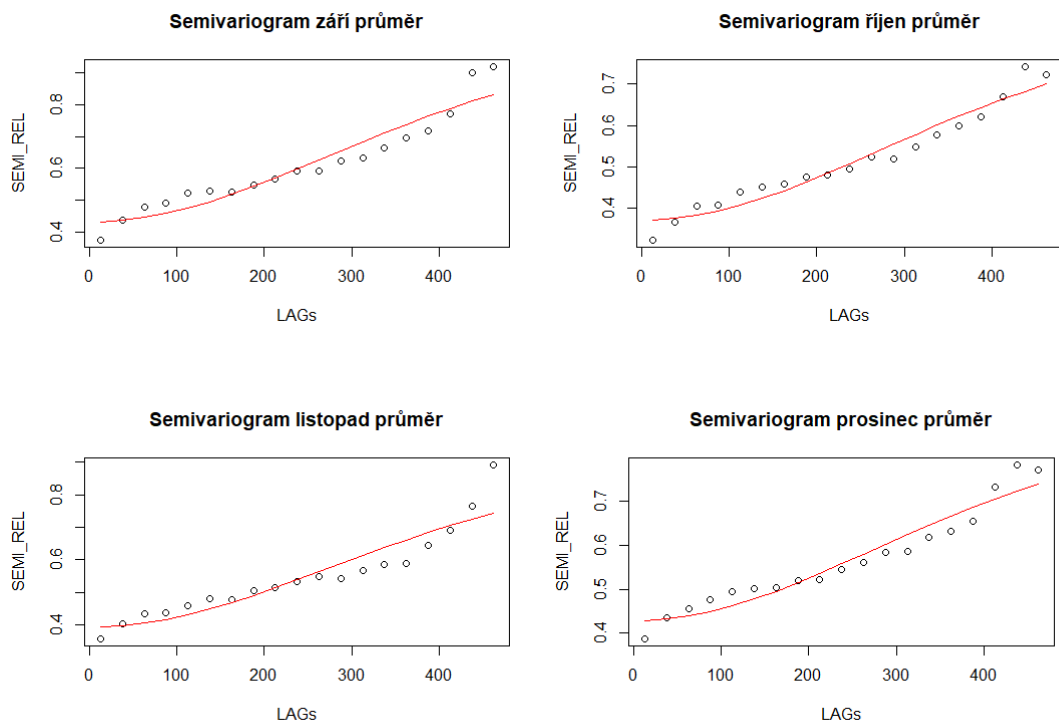 Semivariogram září průměr
SEMI_REL
0.8
0.6
0.4
0 100 200 300 400
LAGs
Semivariogram říjen průměr
SEMI_REL
0.7
0.6
0.5
0.4
0 100 200 300 400
LAGs
Semivariogram listopad průměr
SEMI_REL
0.8
0.6
0.4
0 100 200 300 400
LAGs
Semivariogram prosinec průměr
SEMI_REL
0.7
0.6
0.5
0.4
0 100 200 300 400
LAGs